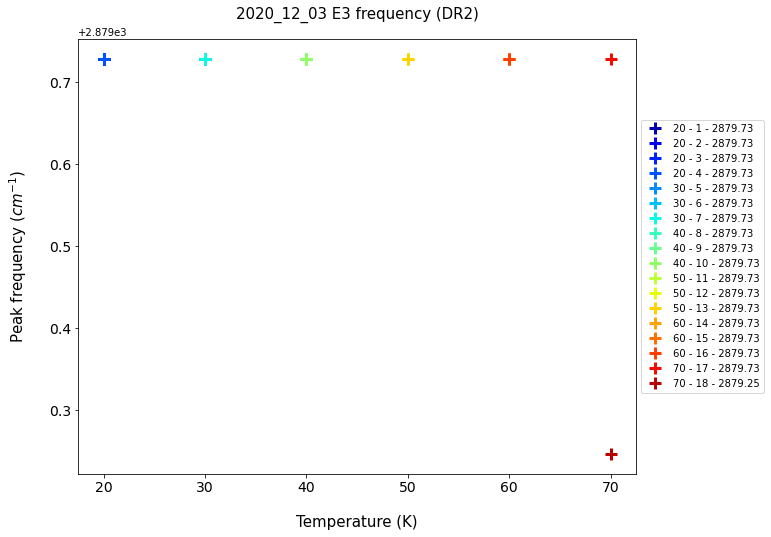 2020_12_03 E3 frequency (DR2)
+2.879e3
0.7
0.6
0.5
0.4
0.3
Peak frequency (cm⁻¹)
20 30 40 50 60 70
Temperature (K)
20 - 1 - 2879.73
20 - 2 - 2879.73
20 - 3 - 2879.73
20 - 4 - 2879.73
30 - 5 - 2879.73
30 - 6 - 2879.73
30 - 7 - 2879.73
40 - 8 - 2879.73
40 - 9 - 2879.73
40 - 10 - 2879.73
50 - 11 - 2879.73
50 - 12 - 2879.73
50 - 13 - 2879.73
60 - 14 - 2879.73
60 - 15 - 2879.73
60 - 16 - 2879.73
70 - 17 - 2879.73
70 - 18 - 2879.25